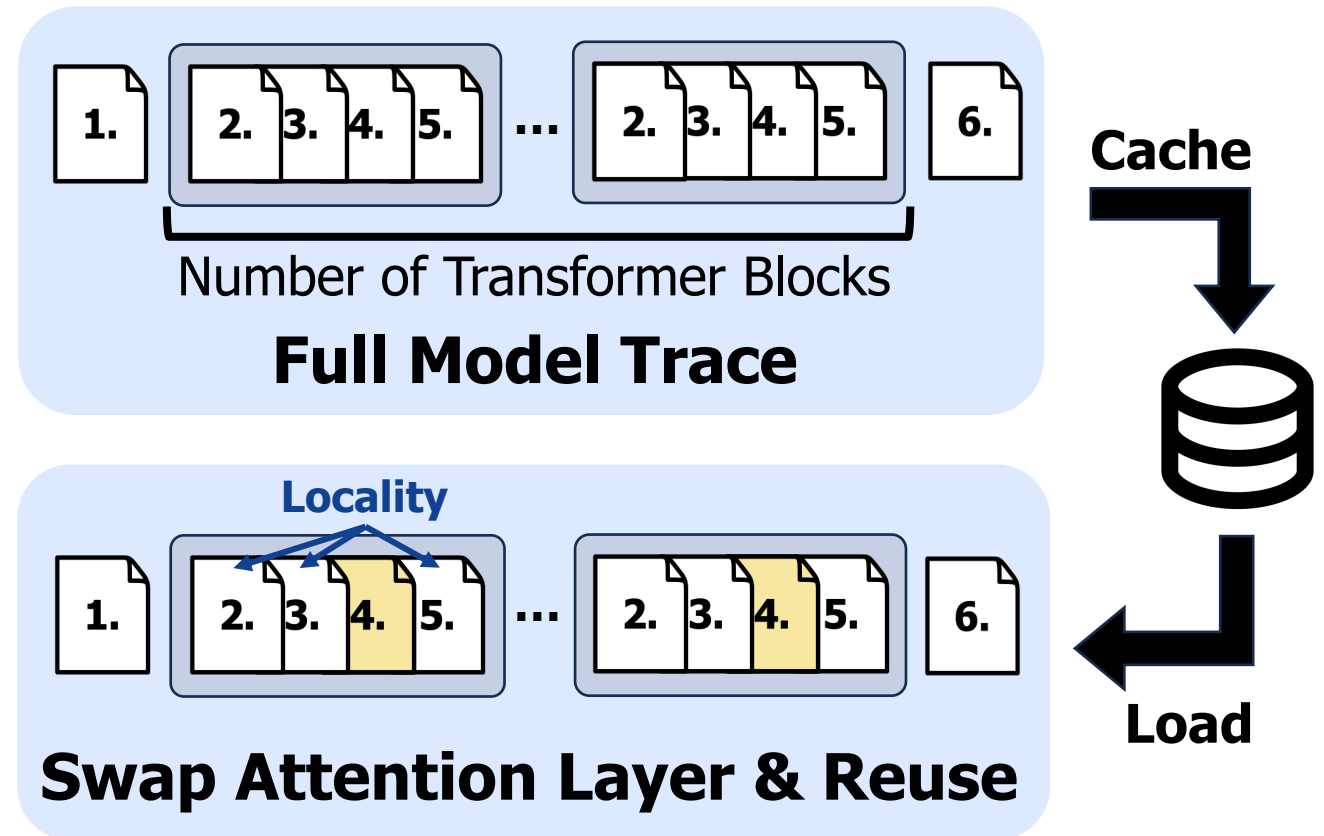 1. 2. 3. 4. 5. ... 2. 3. 4. 5. 6.
Cache
Number of Transformer Blocks
Full Model Trace
Locality
1. 2. 3. 4. 5. ... 2. 3. 4. 5. 6.
Load
Swap Attention Layer & Reuse